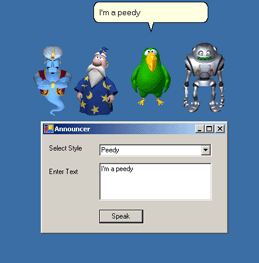 I'm a peedy
Announcer
Select Style
Peedy
Enter Text
I'm a peedy
Speak